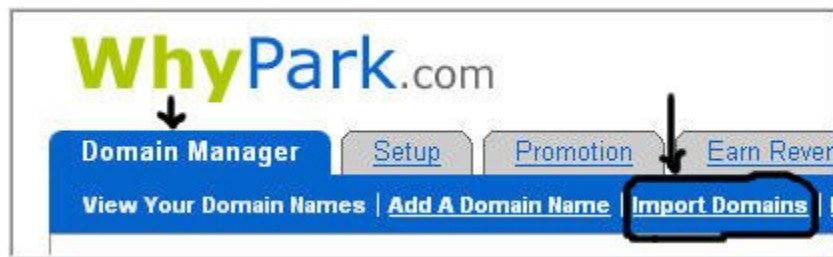 WhyPark.com
Domain Manager Setup Promotion Earn Rever
View Your Domain Names | Add A Domain Name | Import Domains |